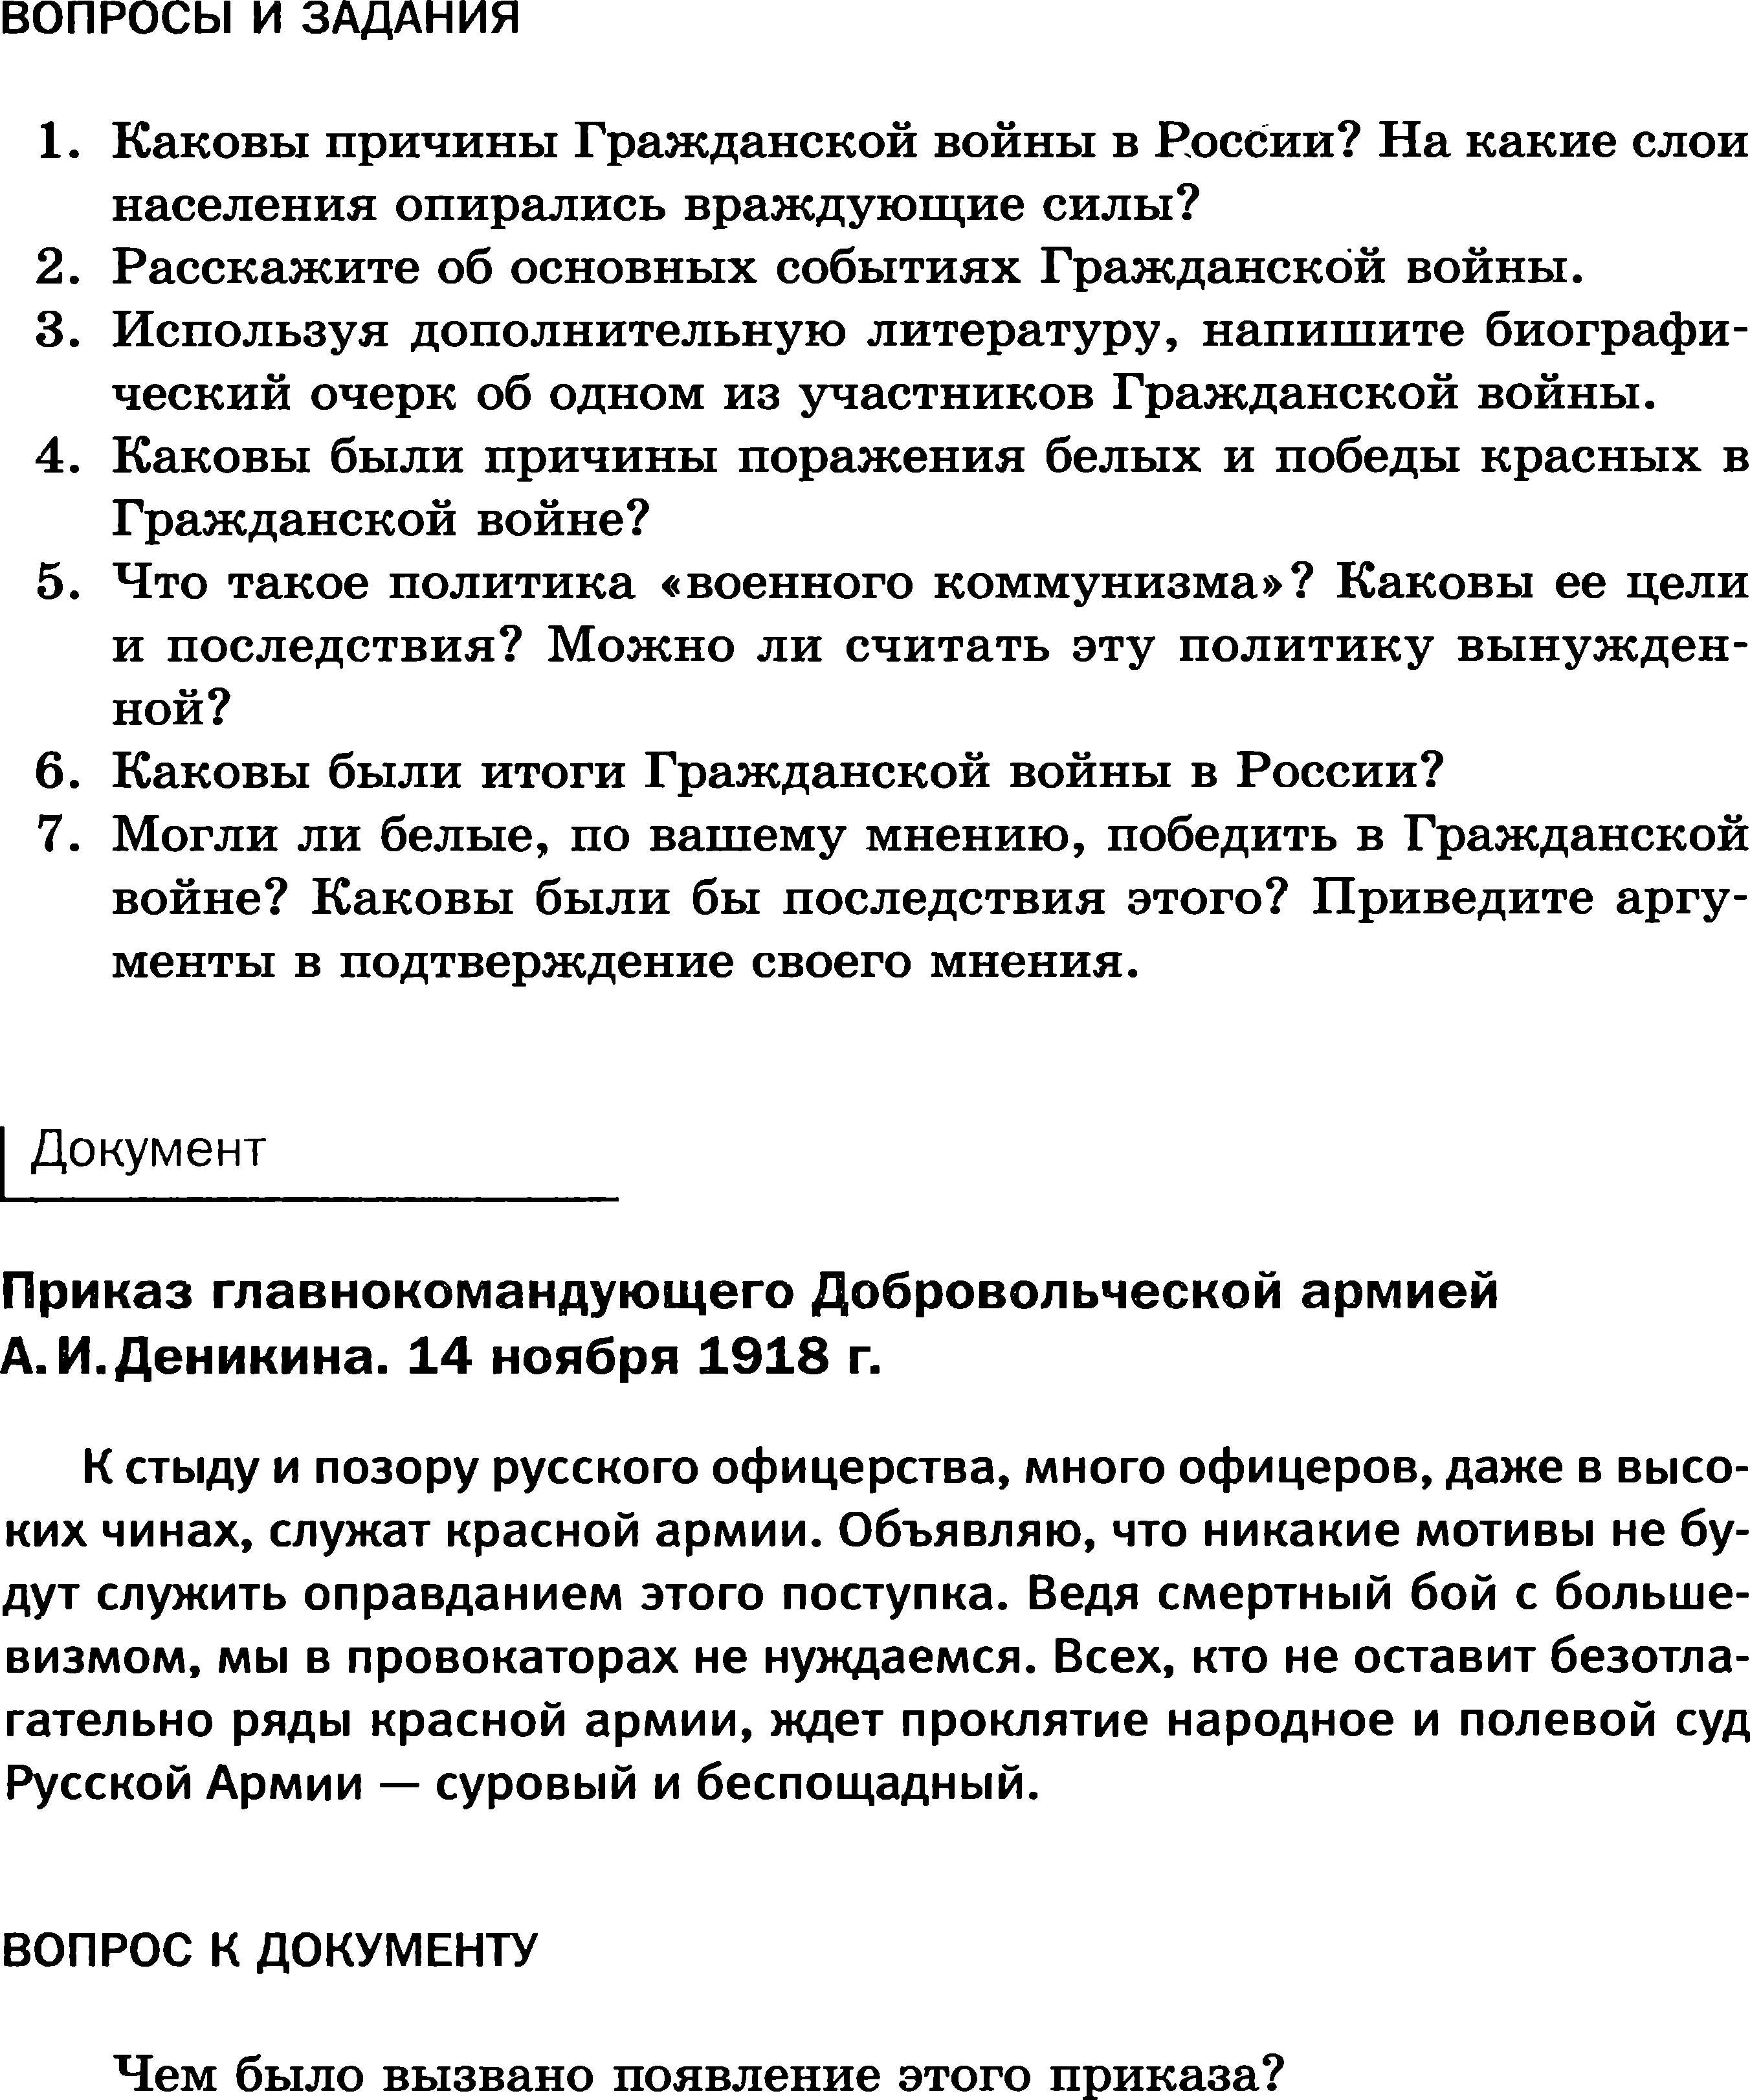 ВОПРОСЫ И ЗАДАНИЯ
1. Каковы причины Гражданской войны в России? На какие слои
населения опирались враждующие силы?
2. Расскажите об основных событиях Гражданской войны.
3. Используя дополнительную литературу, напишите биографи-
ческий очерк об одном из участников Гражданской войны.
4. Каковы были причины поражения белых и победы красных в
Гражданской войне?
5. Что такое политика «военного коммунизма»? Каковы ее цели
и последствия? Можно ли считать эту политику вынужден-
ной?
6. Каковы были итоги Гражданской войны в России?
7. Могли ли белые, по вашему мнению, победить в Гражданской
войне? Каковы были бы последствия этого? Приведите аргу-
менты в подтверждение своего мнения.
Документ
Приказ главнокомандующего Добровольческой армией
А. И. Деникина. 14 ноября 1918 г.
К стыду и позору русского офицерства, много офицеров, даже в высо-
ких чинах, служат красной армии. Объявляю, что никакие мотивы не бу-
дут служить оправданием этого поступка. Ведя смертный бой с больше-
визмом, мы в провокаторах не нуждаемся. Всех, кто не оставит безотла-
гательно ряды красной армии, ждет проклятие народное и полевой суд
Русской Армии — суровый и беспощадный.
ВОПРОС К ДОКУМЕНТУ
Чем было вызвано появление этого приказа?